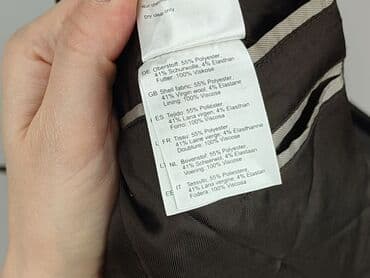 Dry clean only
DE Oberstoff: 55% Polyester,
41% Schurwolle, 4% Elasthan
Futter: 100% Viskose
GB Shell fabric: 55% Polyester,
41% Virgin wool, 4% Elastane
Lining: 100% Viscose
ES Tejido: 55% Poliéster,
41% Lana virgen, 4% Elastan
Forro: 100% Viscosa
FR Tissu: 55% Polyester,
41% Laine vierge, 4% Elasthanne
Doublure: 100% Viscose
NL Bovenstof: 55% Polyester,
41% Scheerwol, 4% Elastaan
Voering: 100% Viscose
IT Tessuto: 55% Poliestere,
41% Lana vergine, 4% Elastan
Fodera: 100% Viscosa